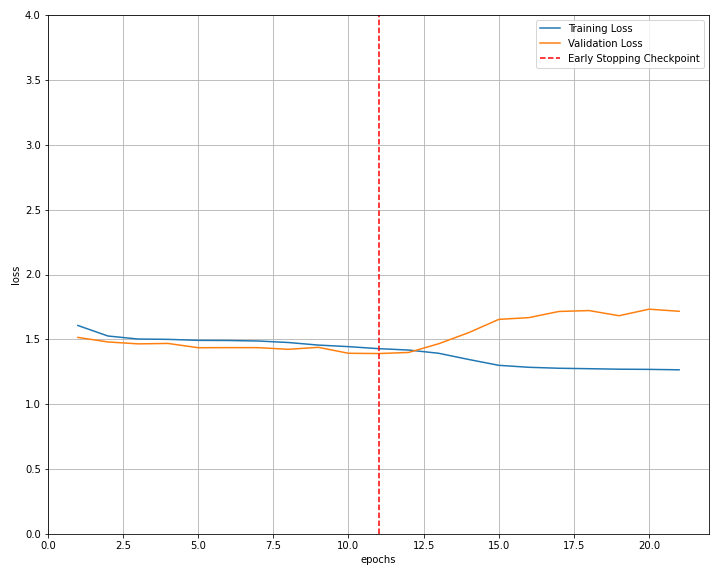 Training Loss
Validation Loss
Early Stopping Checkpoint
4.0
3.5
3.0
2.5
2.0
1.5
1.0
0.5
0.0
loss
0.0 2.5 5.0 7.5 10.0 12.5 15.0 17.5 20.0
epochs